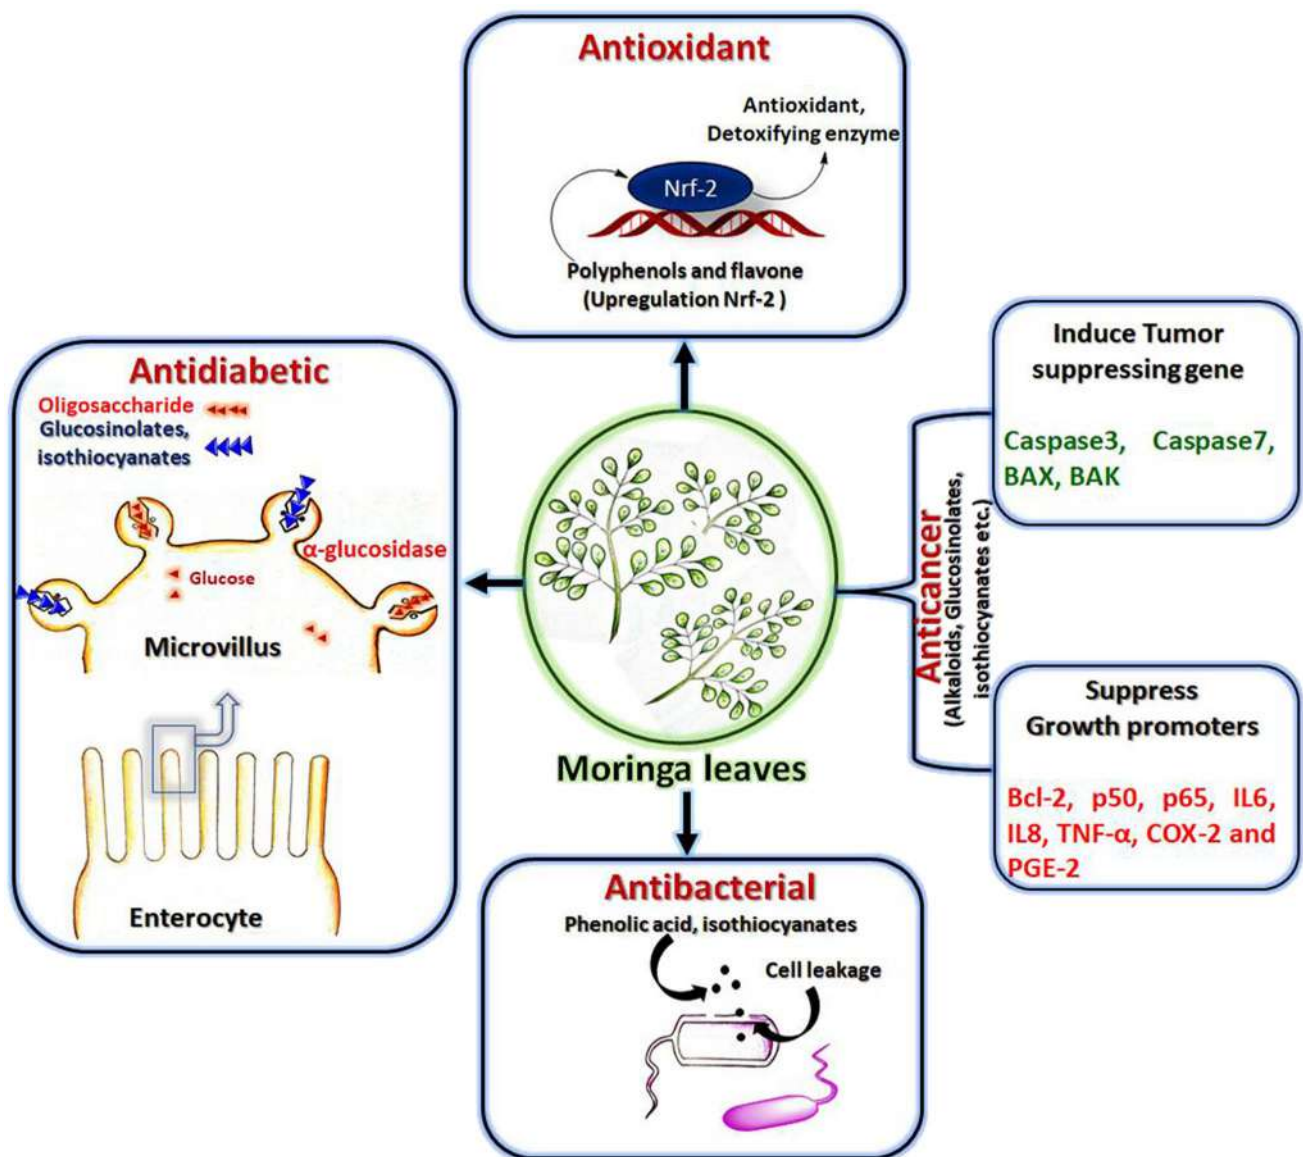 Antioxidant
Antioxidant,
Detoxifying enzyme
Nrf-2
Polyphenols and flavone
(Upregulation Nrf-2 )
Antidiabetic
Oligosaccharide
Glucosinolates,
isothiocyanates
α-glucosidase
Glucose
Microvillus
Enterocyte
Moringa leaves
Anticancer
(Alkaloids, Glucosinolates,
isothiocyanates etc.)
Induce Tumor
suppressing gene
Caspase3, Caspase7,
BAX, BAK
Suppress
Growth promoters
Bcl-2, p50, p65, IL6,
IL8, TNF-α, COX-2 and
PGE-2
Antibacterial
Phenolic acid, isothiocyanates
Cell leakage